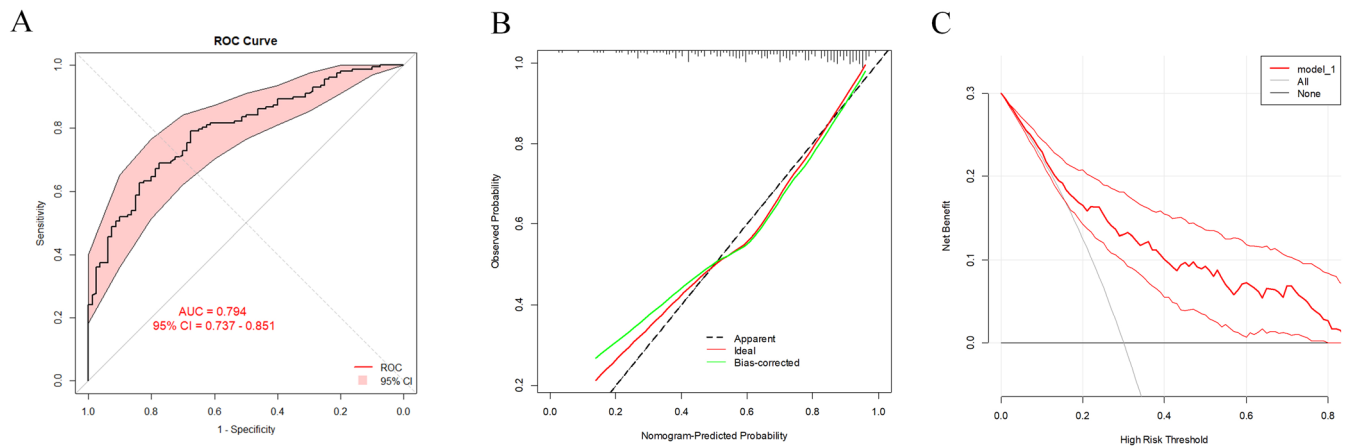 A
ROC Curve
Sensitivity
1.0
0.8
0.6
0.4
0.2
0.0
AUC = 0.794
95% CI = 0.737 - 0.851
ROC
95% CI
1.0 0.8 0.6 0.4 0.2 0.0
1 - Specificity
B
Observed Probability
1.0
0.8
0.6
0.4
0.2
Apparent
Ideal
Bias-corrected
0.0 0.2 0.4 0.6 0.8 1.0
Nomogram-Predicted Probability
C
model_1
All
None
Net Benefit
0.3
0.2
0.1
0.0
0.0 0.2 0.4 0.6 0.8
High Risk Threshold